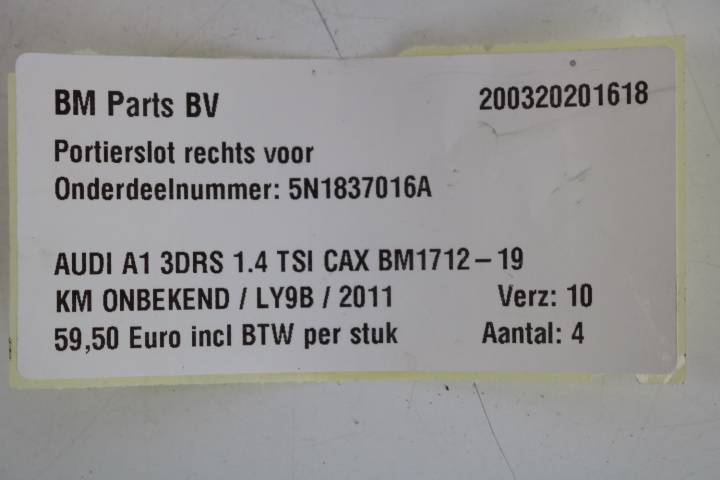 BM Parts BV 200320201618
Portierslot rechts voor
Onderdeelnummer: 5N1837016A
AUDI A1 3DRS 1.4 TSI CAX BM1712-19
KM ONBEKEND / LY9B / 2011 Verz: 10
59,50 Euro incl BTW per stuk Aantal: 4